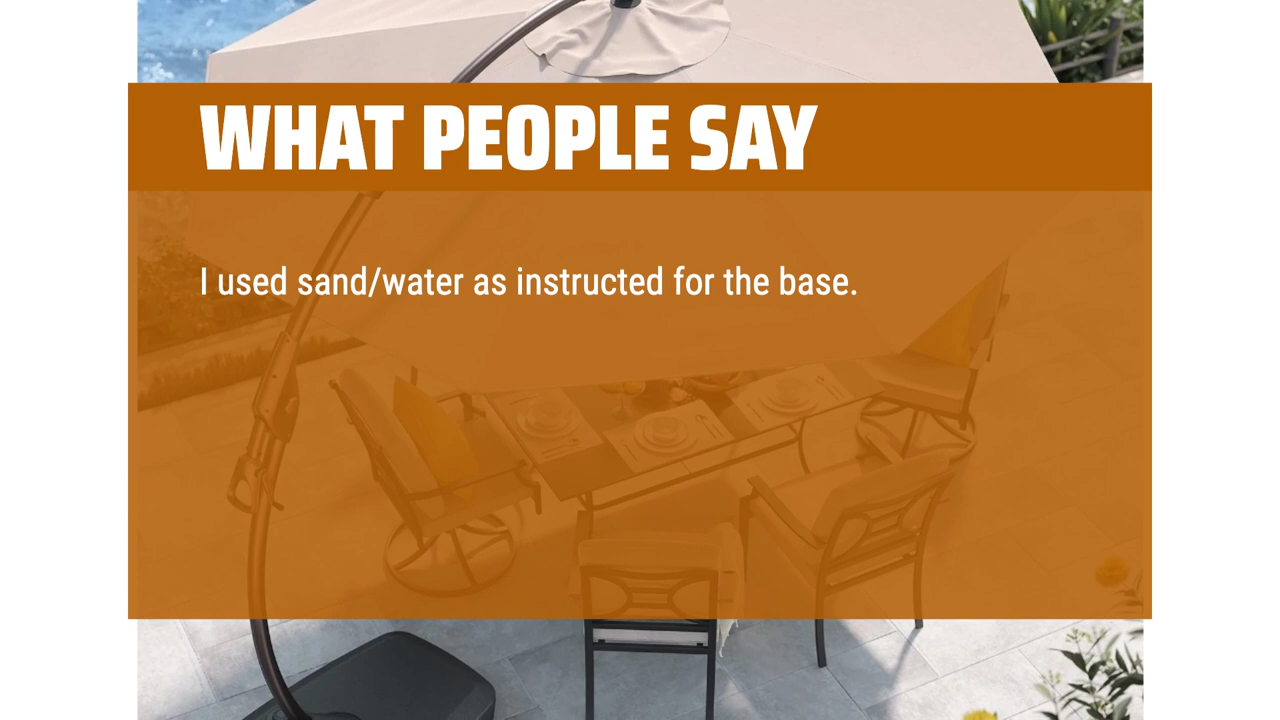 WHAT PEOPLE SAY
I used sand/water as instructed for the base.